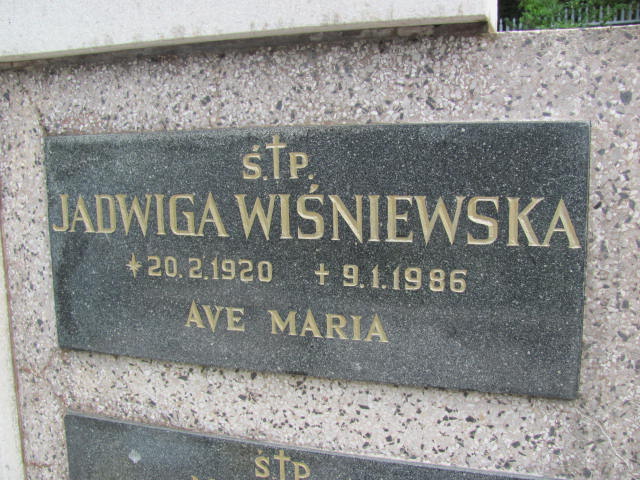 Ś.†P.
JADWIGA WIŚNIEWSKA
*20.2.1920 †9.1.1986
AVE MARIA
Ś†P